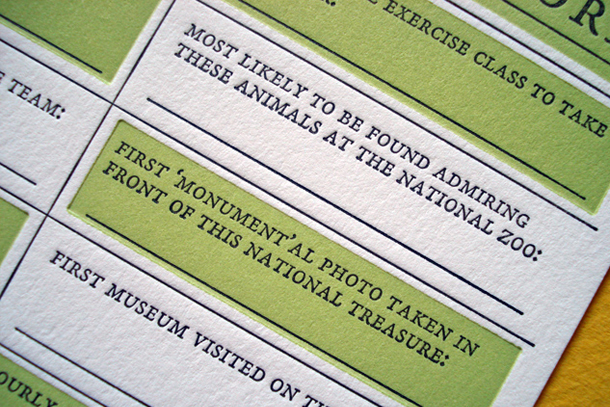 EXERCISE CLASS TO TAKE
MOST LIKELY TO BE FOUND ADMIRING
THESE ANIMALS AT THE NATIONAL ZOO:
TEAM:
FIRST ‘MONUMENT’AL PHOTO TAKEN IN
FRONT OF THIS NATIONAL TREASURE:
FIRST MUSEUM VISITED ON